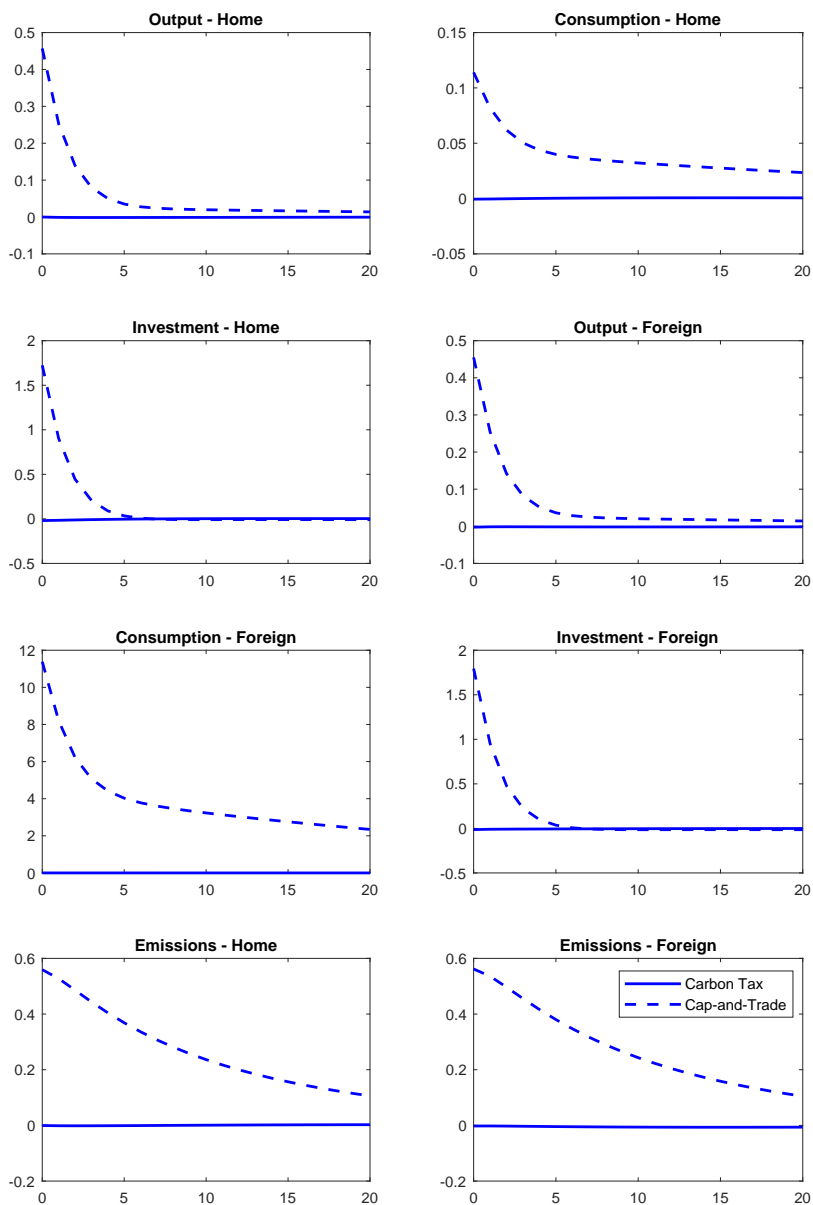 Output - Home
0.5
0.4
0.3
0.2
0.1
0
-0.1
0 5 10 15 20
Consumption - Home
0.15
0.1
0.05
0
-0.05
0 5 10 15 20
Investment - Home
2
1.5
1
0.5
0
-0.5
0 5 10 15 20
Output - Foreign
0.5
0.4
0.3
0.2
0.1
0
-0.1
0 5 10 15 20
Consumption - Foreign
12
10
8
6
4
2
0
0 5 10 15 20
Investment - Foreign
2
1.5
1
0.5
0
-0.5
0 5 10 15 20
Emissions - Home
0.6
0.4
0.2
0
-0.2
0 5 10 15 20
Emissions - Foreign
0.6
0.4
0.2
0
-0.2
0 5 10 15 20
Carbon Tax
Cap-and-Trade